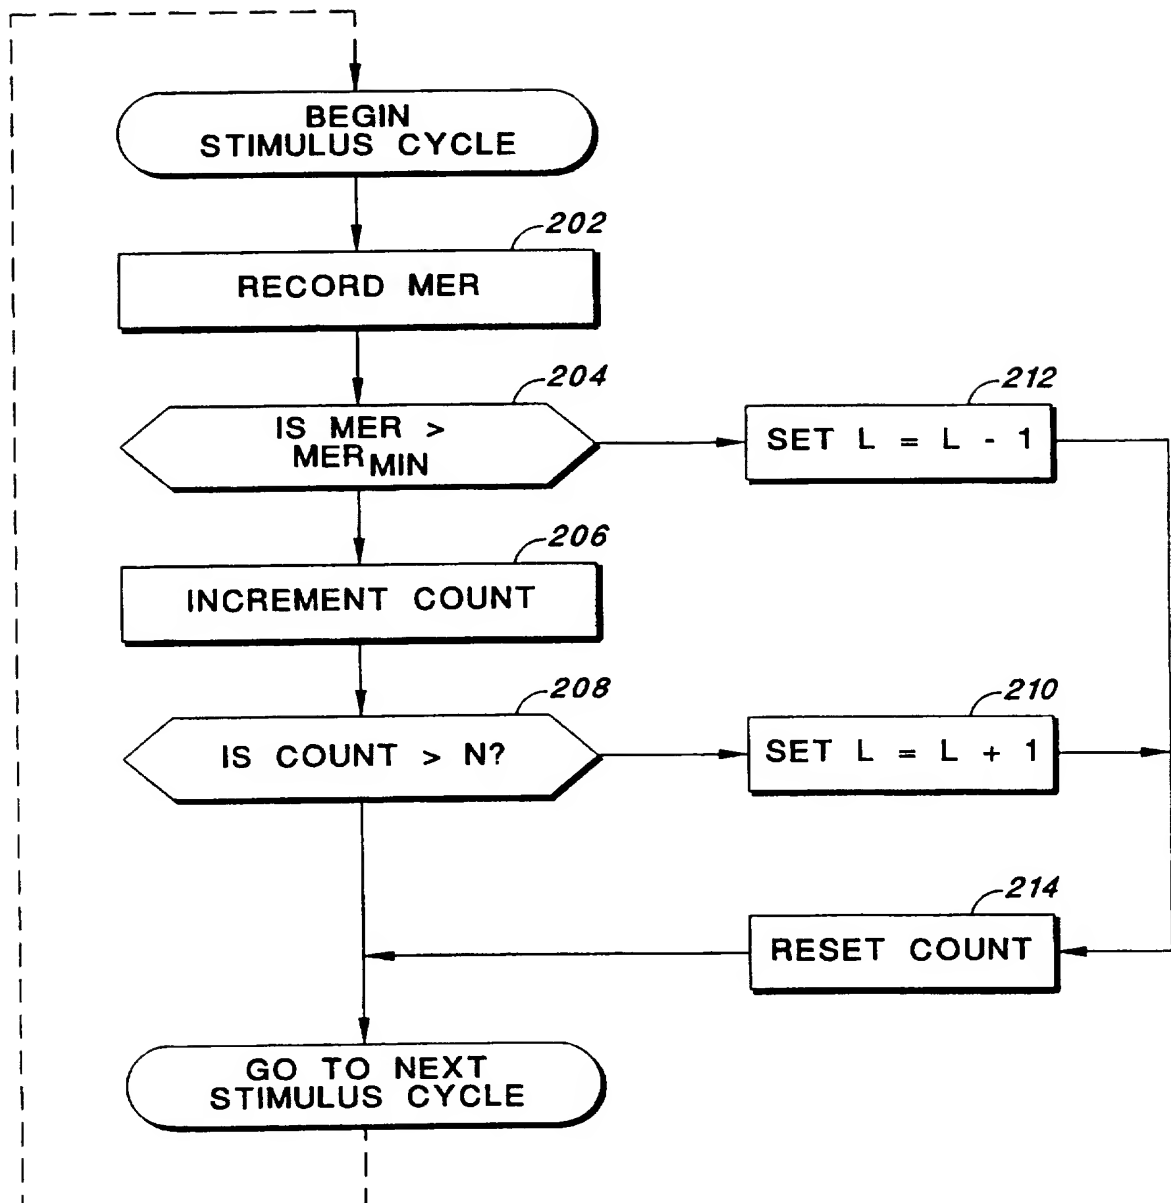 BEGIN
STIMULUS CYCLE
202
RECORD MER
204
IS MER >
MERMIN
212
SET L = L - 1
206
INCREMENT COUNT
208
IS COUNT > N?
210
SET L = L + 1
214
RESET COUNT
GO TO NEXT
STIMULUS CYCLE